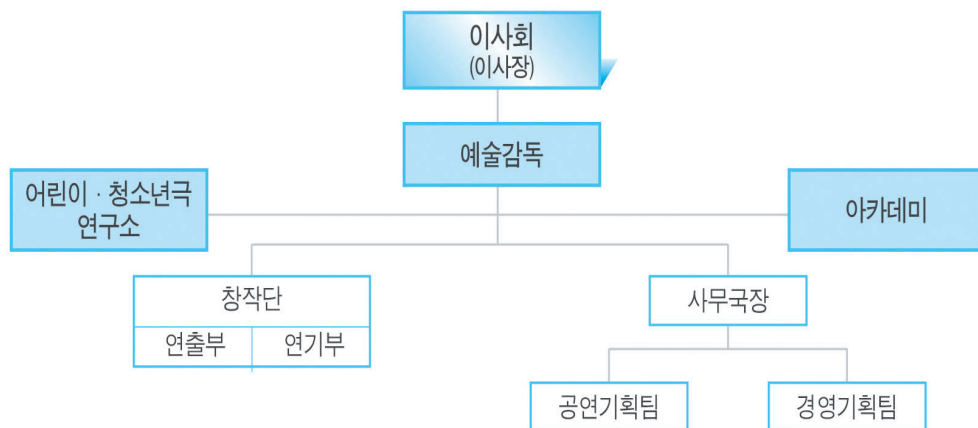 이사회
(이사장)
예술감독
어린이 · 청소년극
연구소
아카데미
창작단
사무국장
연출부 연기부
공연기획팀 경영기획팀